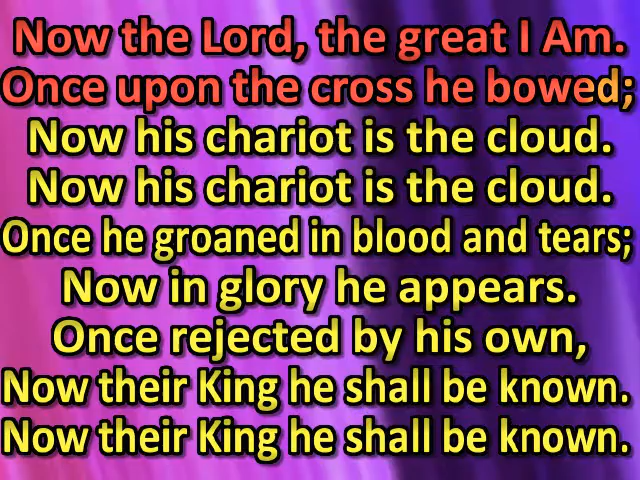 Now the Lord, the great I Am.
Once upon the cross he bowed;
Now his chariot is the cloud.
Now his chariot is the cloud.
Once he groaned in blood and tears;
Now in glory he appears.
Once rejected by his own,
Now their King he shall be known.
Now their King he shall be known.